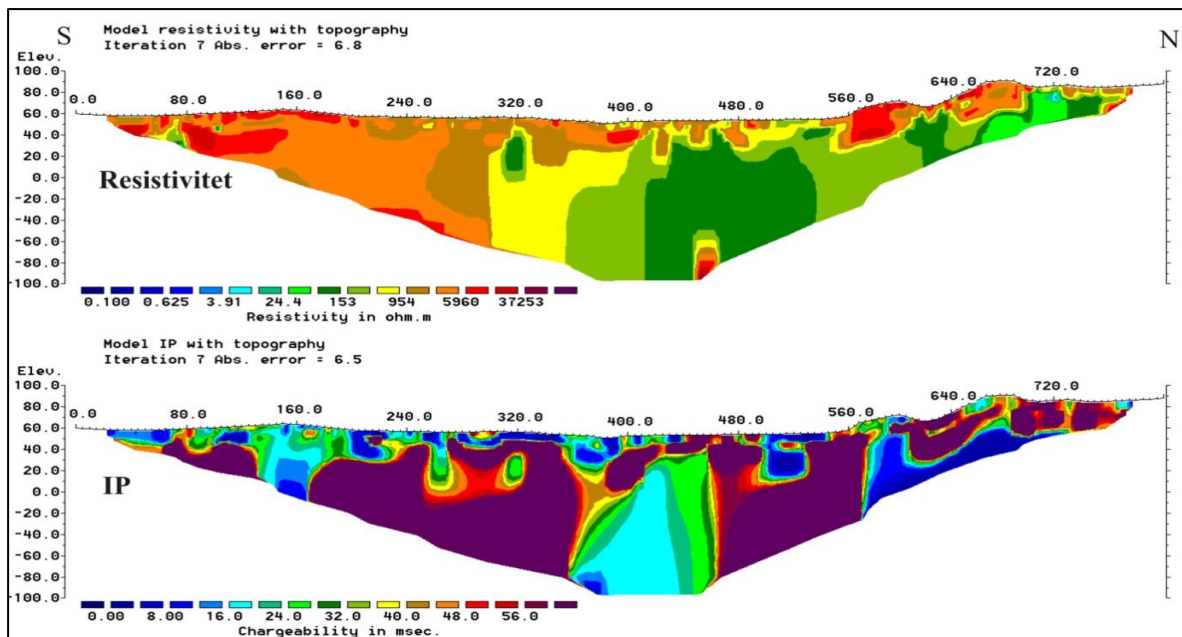 S
N
Model resistivity with topography
Iteration 7 Abs. error = 6.8
Elev.
100.0
80.0
60.0
40.0
20.0
0.0
-20.0
-40.0
-60.0
-80.0
-100.0
0.0 80.0 160.0 240.0 320.0 400.0 480.0 560.0 640.0 720.0
Resistivitet
0.100 0.625 3.91 24.4 153 954 5960 37253
Resistivity in ohm.m
Model IP with topography
Iteration 7 Abs. error = 6.5
Elev.
100.0
80.0
60.0
40.0
20.0
0.0
-20.0
-40.0
-60.0
-80.0
-100.0
0.0 80.0 160.0 240.0 320.0 400.0 480.0 560.0 640.0 720.0
IP
0.00 8.00 16.0 24.0 32.0 40.0 48.0 56.0
Chargeability in msec.